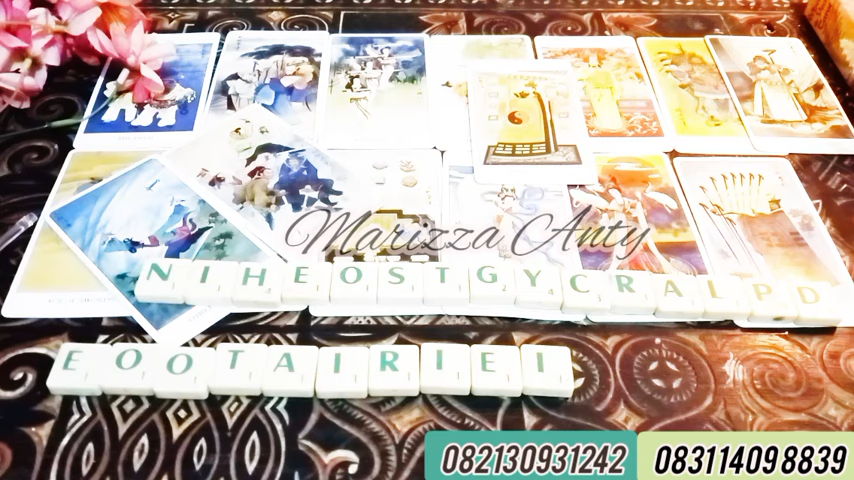 Marizza Anty
NIHEOSTGYCRALPD
EOOTAIRIEI
082130931242
083114098839